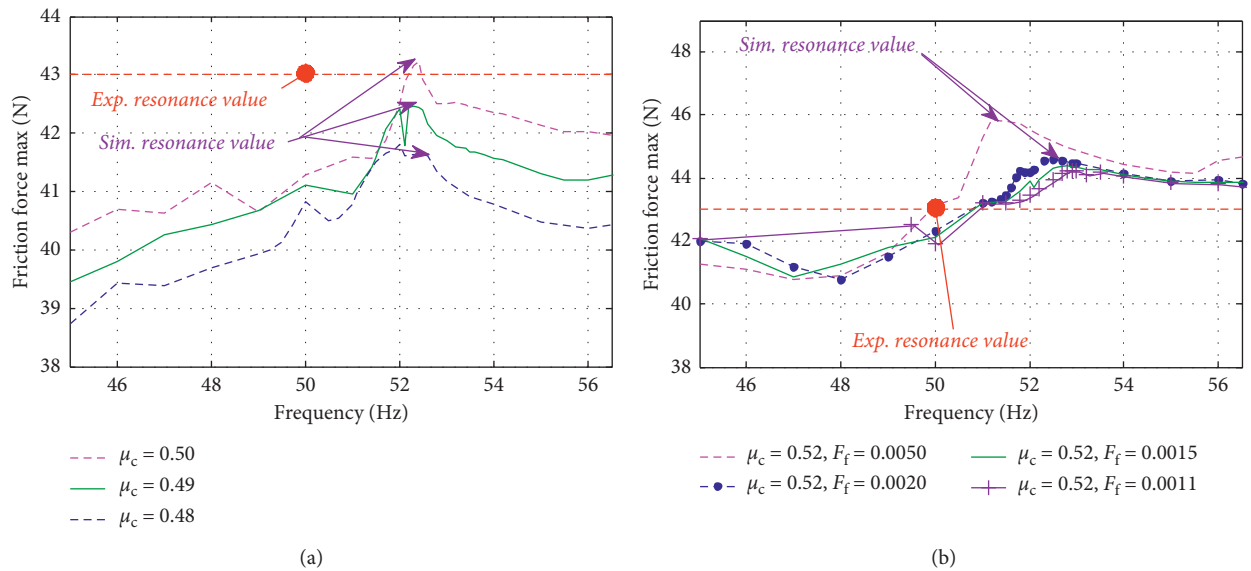 44
43
42
41
40
39
38
Friction force max (N)
Exp. resonance value
Sim. resonance value
46 48 50 52 54 56
Frequency (Hz)
μc = 0.50
μc = 0.49
μc = 0.48
(a)
48
46
44
42
40
38
Friction force max (N)
Sim. resonance value
Exp. resonance value
46 48 50 52 54 56
Frequency (Hz)
μc = 0.52, Ff = 0.0050
μc = 0.52, Ff = 0.0020
μc = 0.52, Ff = 0.0015
μc = 0.52, Ff = 0.0011
(b)